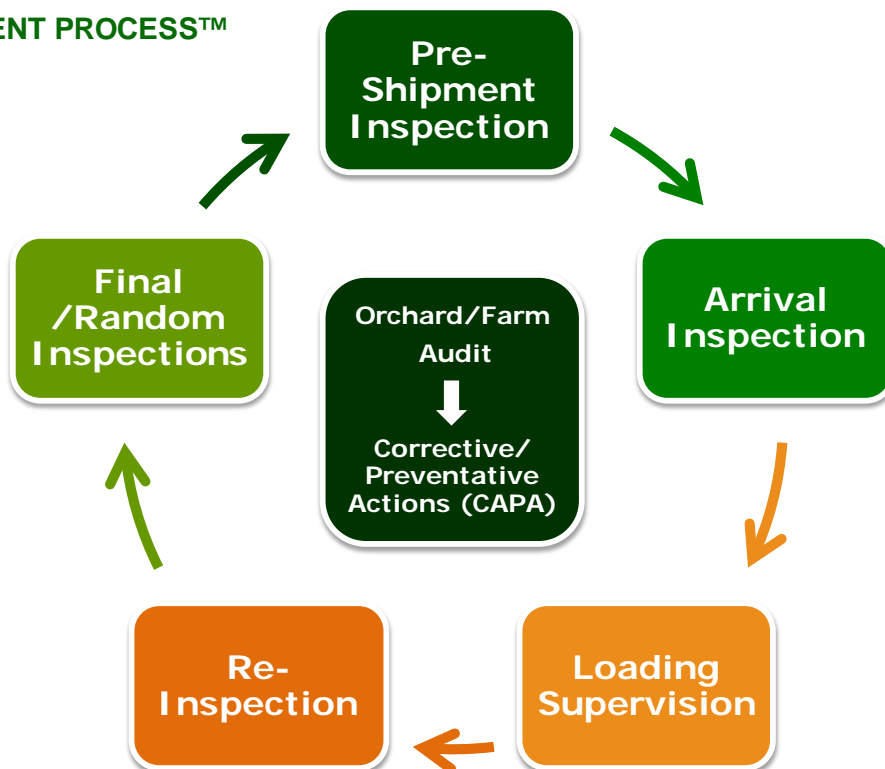 ENT PROCESS™
Pre-
Shipment
Inspection
Final
/Random
Inspections
Orchard/Farm
Audit
Corrective/
Preventative
Actions (CAPA)
Arrival
Inspection
Re-
Inspection
Loading
Supervision